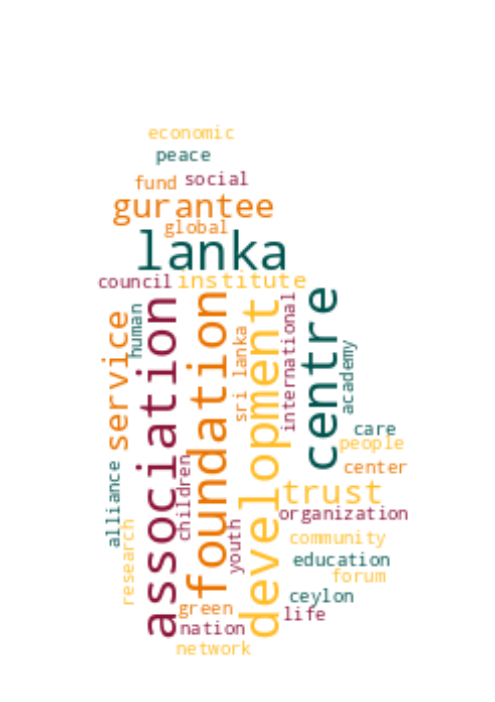 economic
peace
fund social
gurantee
global
lanka
council institute
human
service
association
foundation
sri lanka
development
international
centre
academy
care
people
center
trust
children
alliance
organization
research
youth
community
education
forum
ceylon
green
life
nation
network